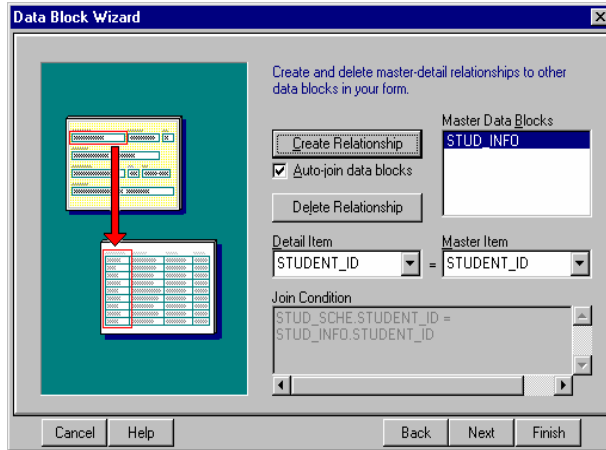 Data Block Wizard
Create and delete master-detail relationships to other
data blocks in your form.
Create Relationship
Auto-join data blocks
Delete Relationship
Master Data Blocks
STUD_INFO
Detail Item
Master Item
STUDENT_ID = STUDENT_ID
Join Condition
STUD_SCHE.STUDENT_ID =
STUD_INFO.STUDENT_ID
Cancel Help Back Next Finish